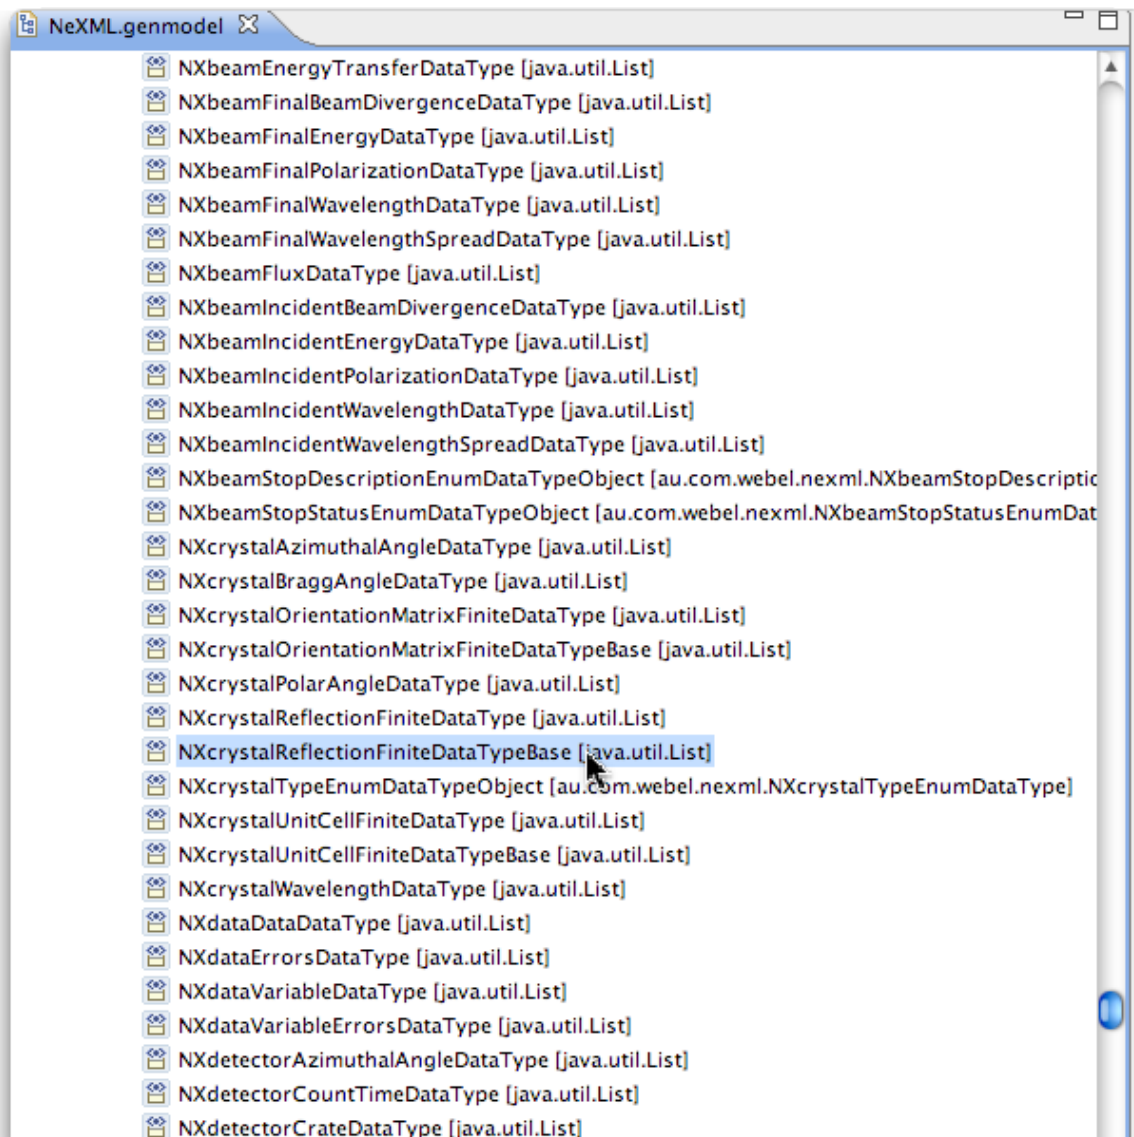 NeXML.genmodel
NXbeamEnergyTransferDataType [java.util.List]
NXbeamFinalBeamDivergenceDataType [java.util.List]
NXbeamFinalEnergyDataType [java.util.List]
NXbeamFinalPolarizationDataType [java.util.List]
NXbeamFinalWavelengthDataType [java.util.List]
NXbeamFinalWavelengthSpreadDataType [java.util.List]
NXbeamFluxDataType [java.util.List]
NXbeamIncidentBeamDivergenceDataType [java.util.List]
NXbeamIncidentEnergyDataType [java.util.List]
NXbeamIncidentPolarizationDataType [java.util.List]
NXbeamIncidentWavelengthDataType [java.util.List]
NXbeamIncidentWavelengthSpreadDataType [java.util.List]
NXbeamStopDescriptionEnumDataTypeObject [au.com.webel.nexml.NXbeamStopDescriptic
NXbeamStopStatusEnumDataTypeObject [au.com.webel.nexml.NXbeamStopStatusEnumDat
NXcrystalAzimuthalAngleDataType [java.util.List]
NXcrystalBraggAngleDataType [java.util.List]
NXcrystalOrientationMatrixFiniteDataType [java.util.List]
NXcrystalOrientationMatrixFiniteDataTypeBase [java.util.List]
NXcrystalPolarAngleDataType [java.util.List]
NXcrystalReflectionFiniteDataType [java.util.List]
NXcrystalReflectionFiniteDataTypeBase [java.util.List]
NXcrystalTypeEnumDataTypeObject [au.com.webel.nexml.NXcrystalTypeEnumDataType]
NXcrystalUnitCellFiniteDataType [java.util.List]
NXcrystalUnitCellFiniteDataTypeBase [java.util.List]
NXcrystalWavelengthDataType [java.util.List]
NXdataDataDataType [java.util.List]
NXdataErrorsDataType [java.util.List]
NXdataVariableDataType [java.util.List]
NXdataVariableErrorsDataType [java.util.List]
NXdetectorAzimuthalAngleDataType [java.util.List]
NXdetectorCountTimeDataType [java.util.List]
NXdetectorCrateDataType [java.util.List]